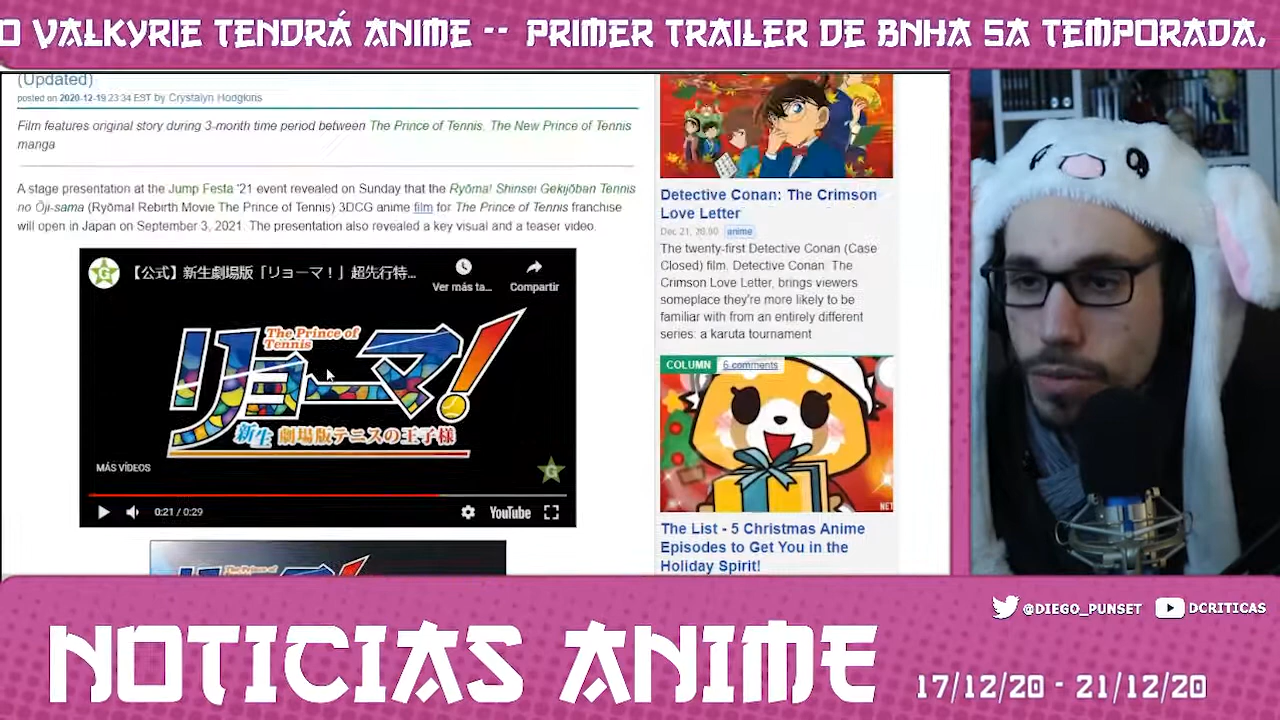 O VALKYRIE TENDRÁ ANIME -- PRIMER TRAILER DE BNHA 5A TEMPORADA,
(Updated)
posted on 2020-12-19 23:34 EST by Crystalyn Hodgkins
Film features original story during 3-month time period between The Prince of Tennis, The New Prince of Tennis
manga
A stage presentation at the Jump Festa '21 event revealed on Sunday that the Ryōma! Shinsei Gekijōban Tennis
no Ōji-sama (Ryōma! Rebirth Movie The Prince of Tennis) 3DCG anime film for The Prince of Tennis franchise
will open in Japan on September 3, 2021. The presentation also revealed a key visual and a teaser video.
G
【公式】新生劇場版「リョーマ！」超先行特...
Ver más ta...
Compartir
The Prince of
Tennis
リョーマ!
新生 劇場版テニスの王子様
MÁS VÍDEOS
G
0:21 / 0:29
YouTube
The Prince of
Tennis
Detective Conan: The Crimson
Love Letter
anime
The twenty-first Detective Conan (Case
Closed) film, Detective Conan: The
Crimson Love Letter, brings viewers
someplace they're more likely to be
familiar with from an entirely different
series: a karuta tournament
COLUMN 6 comments
NET
The List - 5 Christmas Anime
Episodes to Get You in the
Holiday Spirit!
@DIEGO_PUNSET
DCRITICAS
NOTICIAS ANIME
17/12/20 - 21/12/20